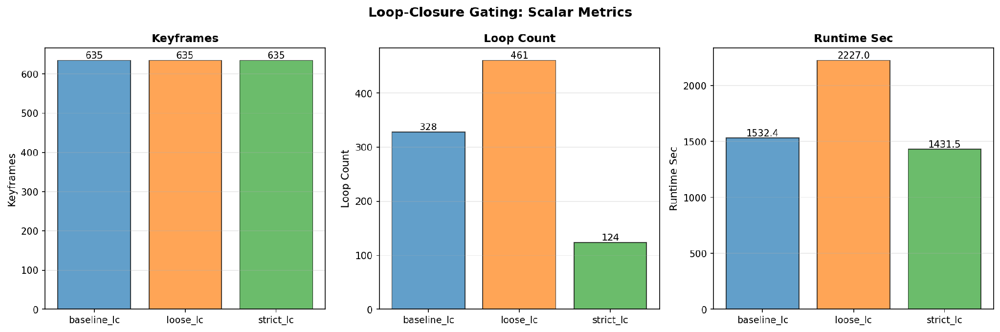 Loop-Closure Gating: Scalar Metrics
Keyframes
Keyframes
600
500
400
300
200
100
0
635
635
635
baseline_lc
loose_lc
strict_lc
Loop Count
Loop Count
400
300
200
100
0
328
461
124
baseline_lc
loose_lc
strict_lc
Runtime Sec
Runtime Sec
2000
1500
1000
500
0
1532.4
2227.0
1431.5
baseline_lc
loose_lc
strict_lc